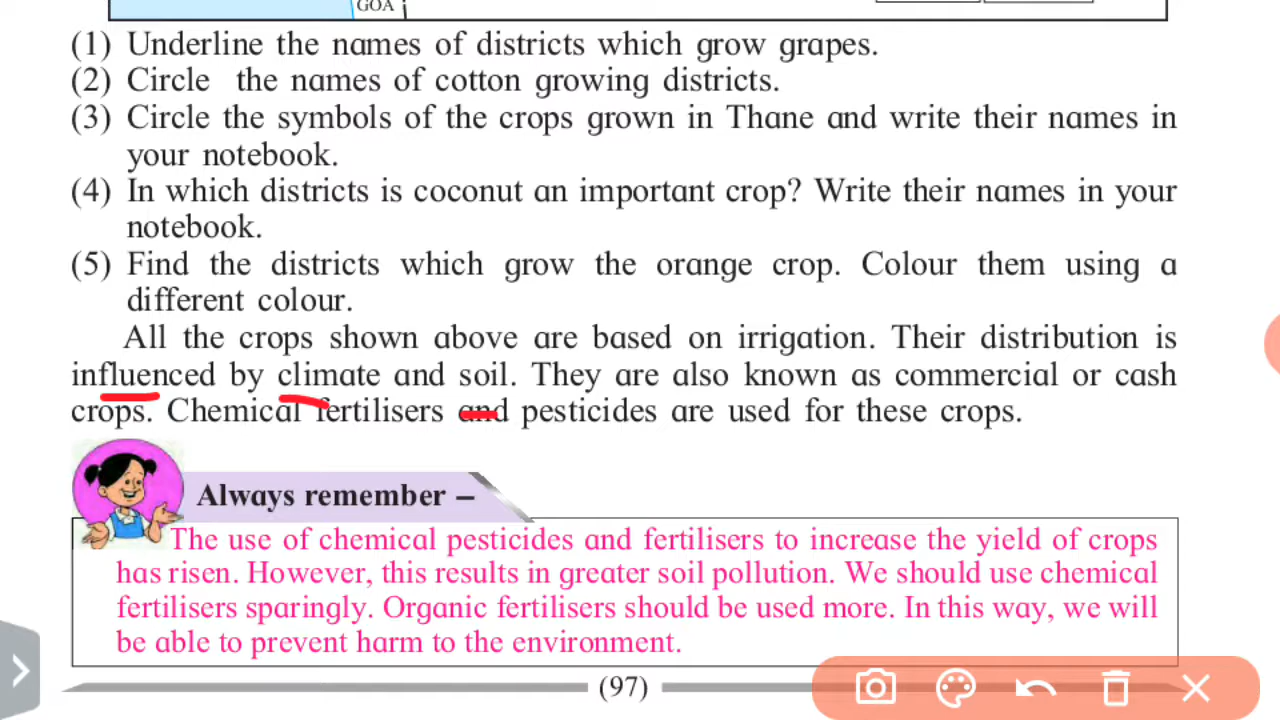 GOA
(1) Underline the names of districts which grow grapes.
(2) Circle the names of cotton growing districts.
(3) Circle the symbols of the crops grown in Thane and write their names in
your notebook.
(4) In which districts is coconut an important crop? Write their names in your
notebook.
(5) Find the districts which grow the orange crop. Colour them using a
different colour.
All the crops shown above are based on irrigation. Their distribution is
influenced by climate and soil. They are also known as commercial or cash
crops. Chemical fertilisers and pesticides are used for these crops.
Always remember –
The use of chemical pesticides and fertilisers to increase the yield of crops
has risen. However, this results in greater soil pollution. We should use chemical
fertilisers sparingly. Organic fertilisers should be used more. In this way, we will
be able to prevent harm to the environment.
(97)